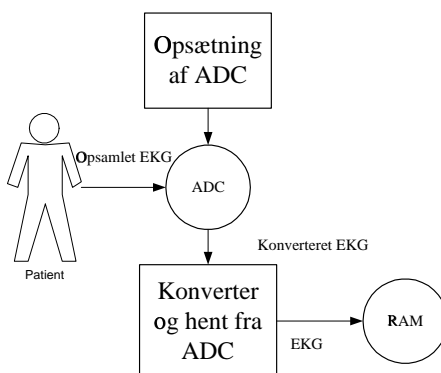 Opsætning
af ADC
Opsamlet EKG
ADC
Patient
Konverteret EKG
Konverter
og hent fra
ADC
EKG
RAM